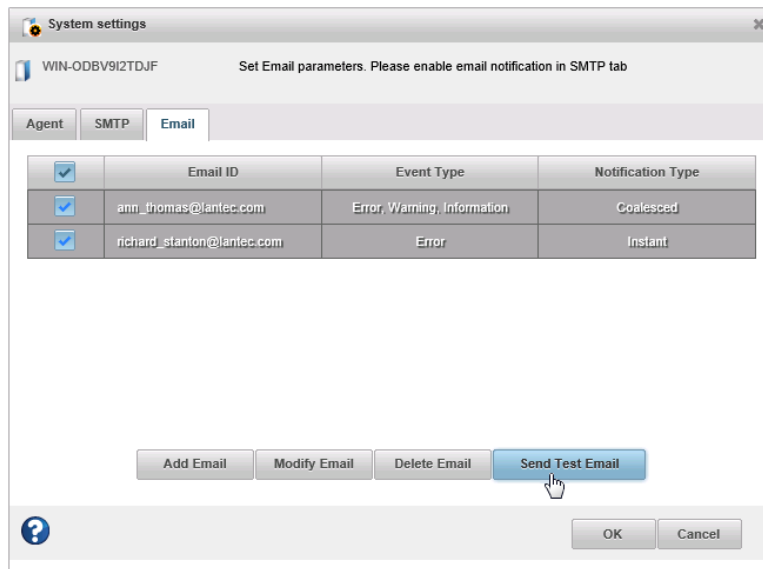 System settings
WIN-ODBV9I2TDJF Set Email parameters. Please enable email notification in SMTP tab
Agent SMTP Email
Email ID Event Type Notification Type
ann_thomas@lantec.com Error, Warning, Information Coalesced
richard_stanton@lantec.com Error Instant
Add Email Modify Email Delete Email Send Test Email
? OK Cancel